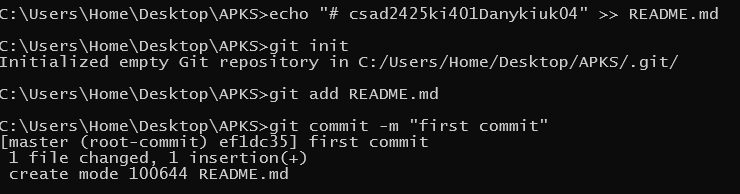 C:\Users\Home\Desktop\APKS>echo "# csad2425ki401Danykiuk04" >> README.md
C:\Users\Home\Desktop\APKS>git init
Initialized empty Git repository in C:/Users/Home/Desktop/APKS/.git/
C:\Users\Home\Desktop\APKS>git add README.md
C:\Users\Home\Desktop\APKS>git commit -m "first commit"
[master (root-commit) ef1dc35] first commit
 1 file changed, 1 insertion(+)
 create mode 100644 README.md